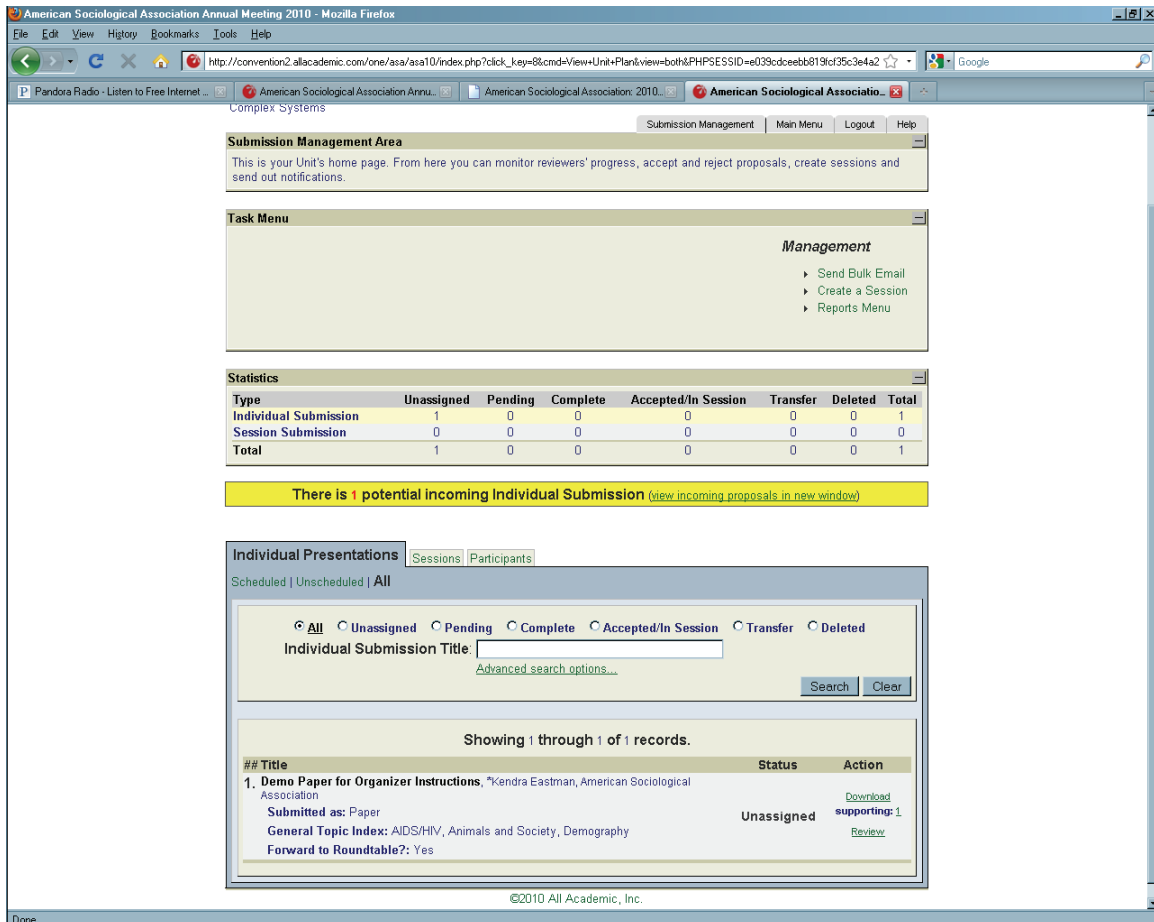 American Sociological Association Annual Meeting 2010 - Mozilla Firefox
File Edit View History Bookmarks Tools Help
http://convention2.allacademic.com/one/asa/asa10/index.php?click_key=8&cmd=View+Unit+Plan&view=both&PHPSESSID=e039cdceebb819fcf35c3e4a2 Google
Pandora Radio - Listen to Free Internet ... American Sociological Association Annu... American Sociological Association: 2010... American Sociological Associatio...
Complex Systems
Submission Management Main Menu Logout Help
Submission Management Area
This is your Unit's home page. From here you can monitor reviewers' progress, accept and reject proposals, create sessions and
send out notifications.
Task Menu
Management
Send Bulk Email
Create a Session
Reports Menu
Statistics
Type Unassigned Pending Complete Accepted/In Session Transfer Deleted Total
Individual Submission 1 0 0 0 0 0 1
Session Submission 0 0 0 0 0 0 0
Total 1 0 0 0 0 0 1
There is 1 potential incoming Individual Submission (view incoming proposals in new window)
Individual Presentations Sessions Participants
Scheduled | Unscheduled | All
All Unassigned Pending Complete Accepted/In Session Transfer Deleted
Individual Submission Title:
Advanced search options...
Search Clear
Showing 1 through 1 of 1 records.
## Title Status Action
1. Demo Paper for Organizer Instructions, *Kendra Eastman, American Sociological
Association
Submitted as: Paper
General Topic Index: AIDS/HIV, Animals and Society, Demography
Forward to Roundtable?: Yes
Unassigned
Download
supporting: 1
Review
©2010 All Academic, Inc.
Done